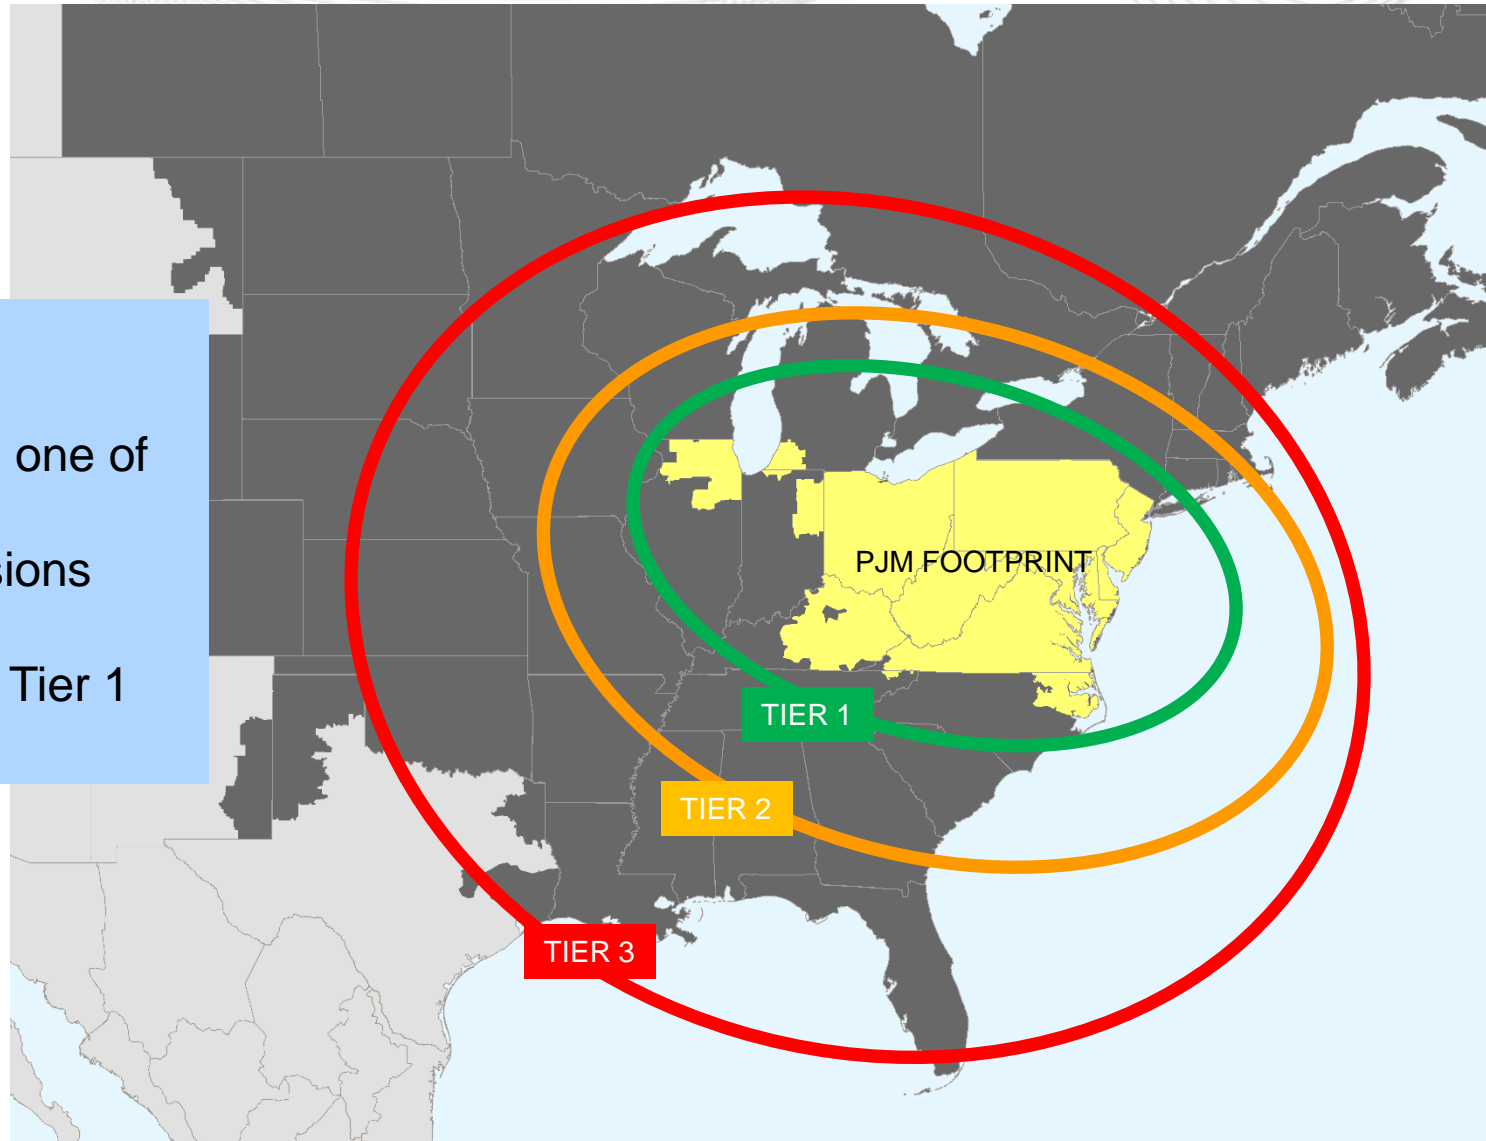 one of
sions
Tier 1
PJM FOOTPRINT
TIER 1
TIER 2
TIER 3